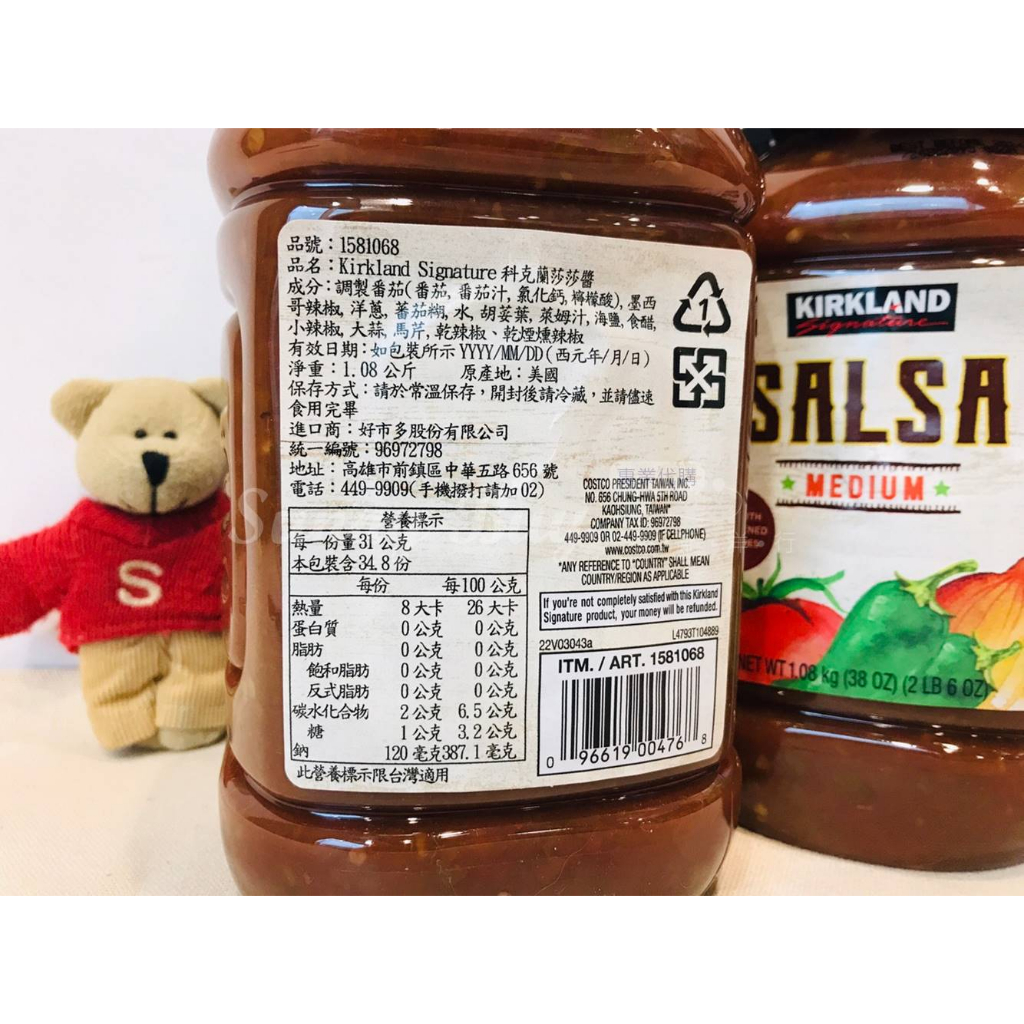 品號：1581068
品名：Kirkland Signature 科克蘭莎莎醬
成分：調製番茄(番茄, 番茄汁, 氯化鈣, 檸檬酸), 墨西
哥辣椒, 洋蔥, 蕃茄糊, 水, 胡荽葉, 萊姆汁, 海鹽, 食醋,
小辣椒, 大蒜, 馬芹, 乾辣椒、乾煙燻辣椒
有效日期：如包裝所示 YYYY/MM/DD (西元年/月/日)
淨重：1.08 公斤 原產地：美國
保存方式：請於常溫保存，開封後請冷藏，並請儘速
食用完畢
進口商：好市多股份有限公司
統一編號：96972798
地址：高雄市前鎮區中華五路 656 號
電話：449-9909(手機撥打請加 02)
營養標示
每一份量 31 公克
本包裝含 34.8 份
每份 每 100 公克
熱量 8 大卡 26 大卡
蛋白質 0 公克 0 公克
脂肪 0 公克 0 公克
飽和脂肪 0 公克 0 公克
反式脂肪 0 公克 0 公克
碳水化合物 2 公克 6.5 公克
糖 1 公克 3.2 公克
鈉 120 毫克 387.1 毫克
此營養標示限台灣適用
1
專業代購
COSTCO PRESIDENT TAIWAN, INC.
NO. 656 CHUNG-HWA 5TH ROAD
KAOHSIUNG, TAIWAN*
COMPANY TAX ID: 96972798
449-9909 OR 02-449-9909 (IF CELLPHONE)
www.costco.com.tw
*ANY REFERENCE TO "COUNTRY" SHALL MEAN
COUNTRY/REGION AS APPLICABLE
If you're not completely satisfied with this Kirkland
Signature product, your money will be refunded.
22V03043a L4793T104889
ITM. / ART. 1581068
0 96619 00476 8
KIRKLAND
Signature
SALSA
MEDIUM
NET WT 1.08 kg (38 OZ) (2 LB 6 OZ)
S